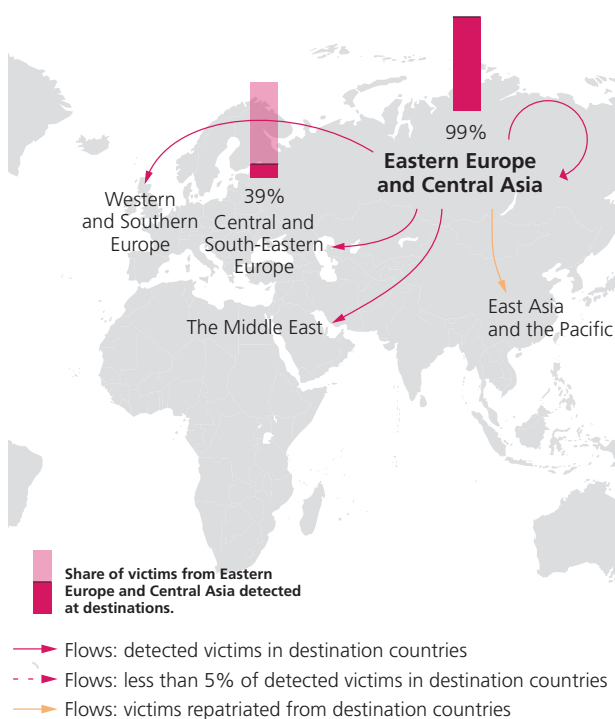 99%
Eastern Europe
and Central Asia
Western
and Southern
Europe
39%
Central and
South-Eastern
Europe
The Middle East
East Asia
and the Pacific
Share of victims from Eastern
Europe and Central Asia detected
at destinations.
Flows: detected victims in destination countries
Flows: less than 5% of detected victims in destination countries
Flows: victims repatriated from destination countries